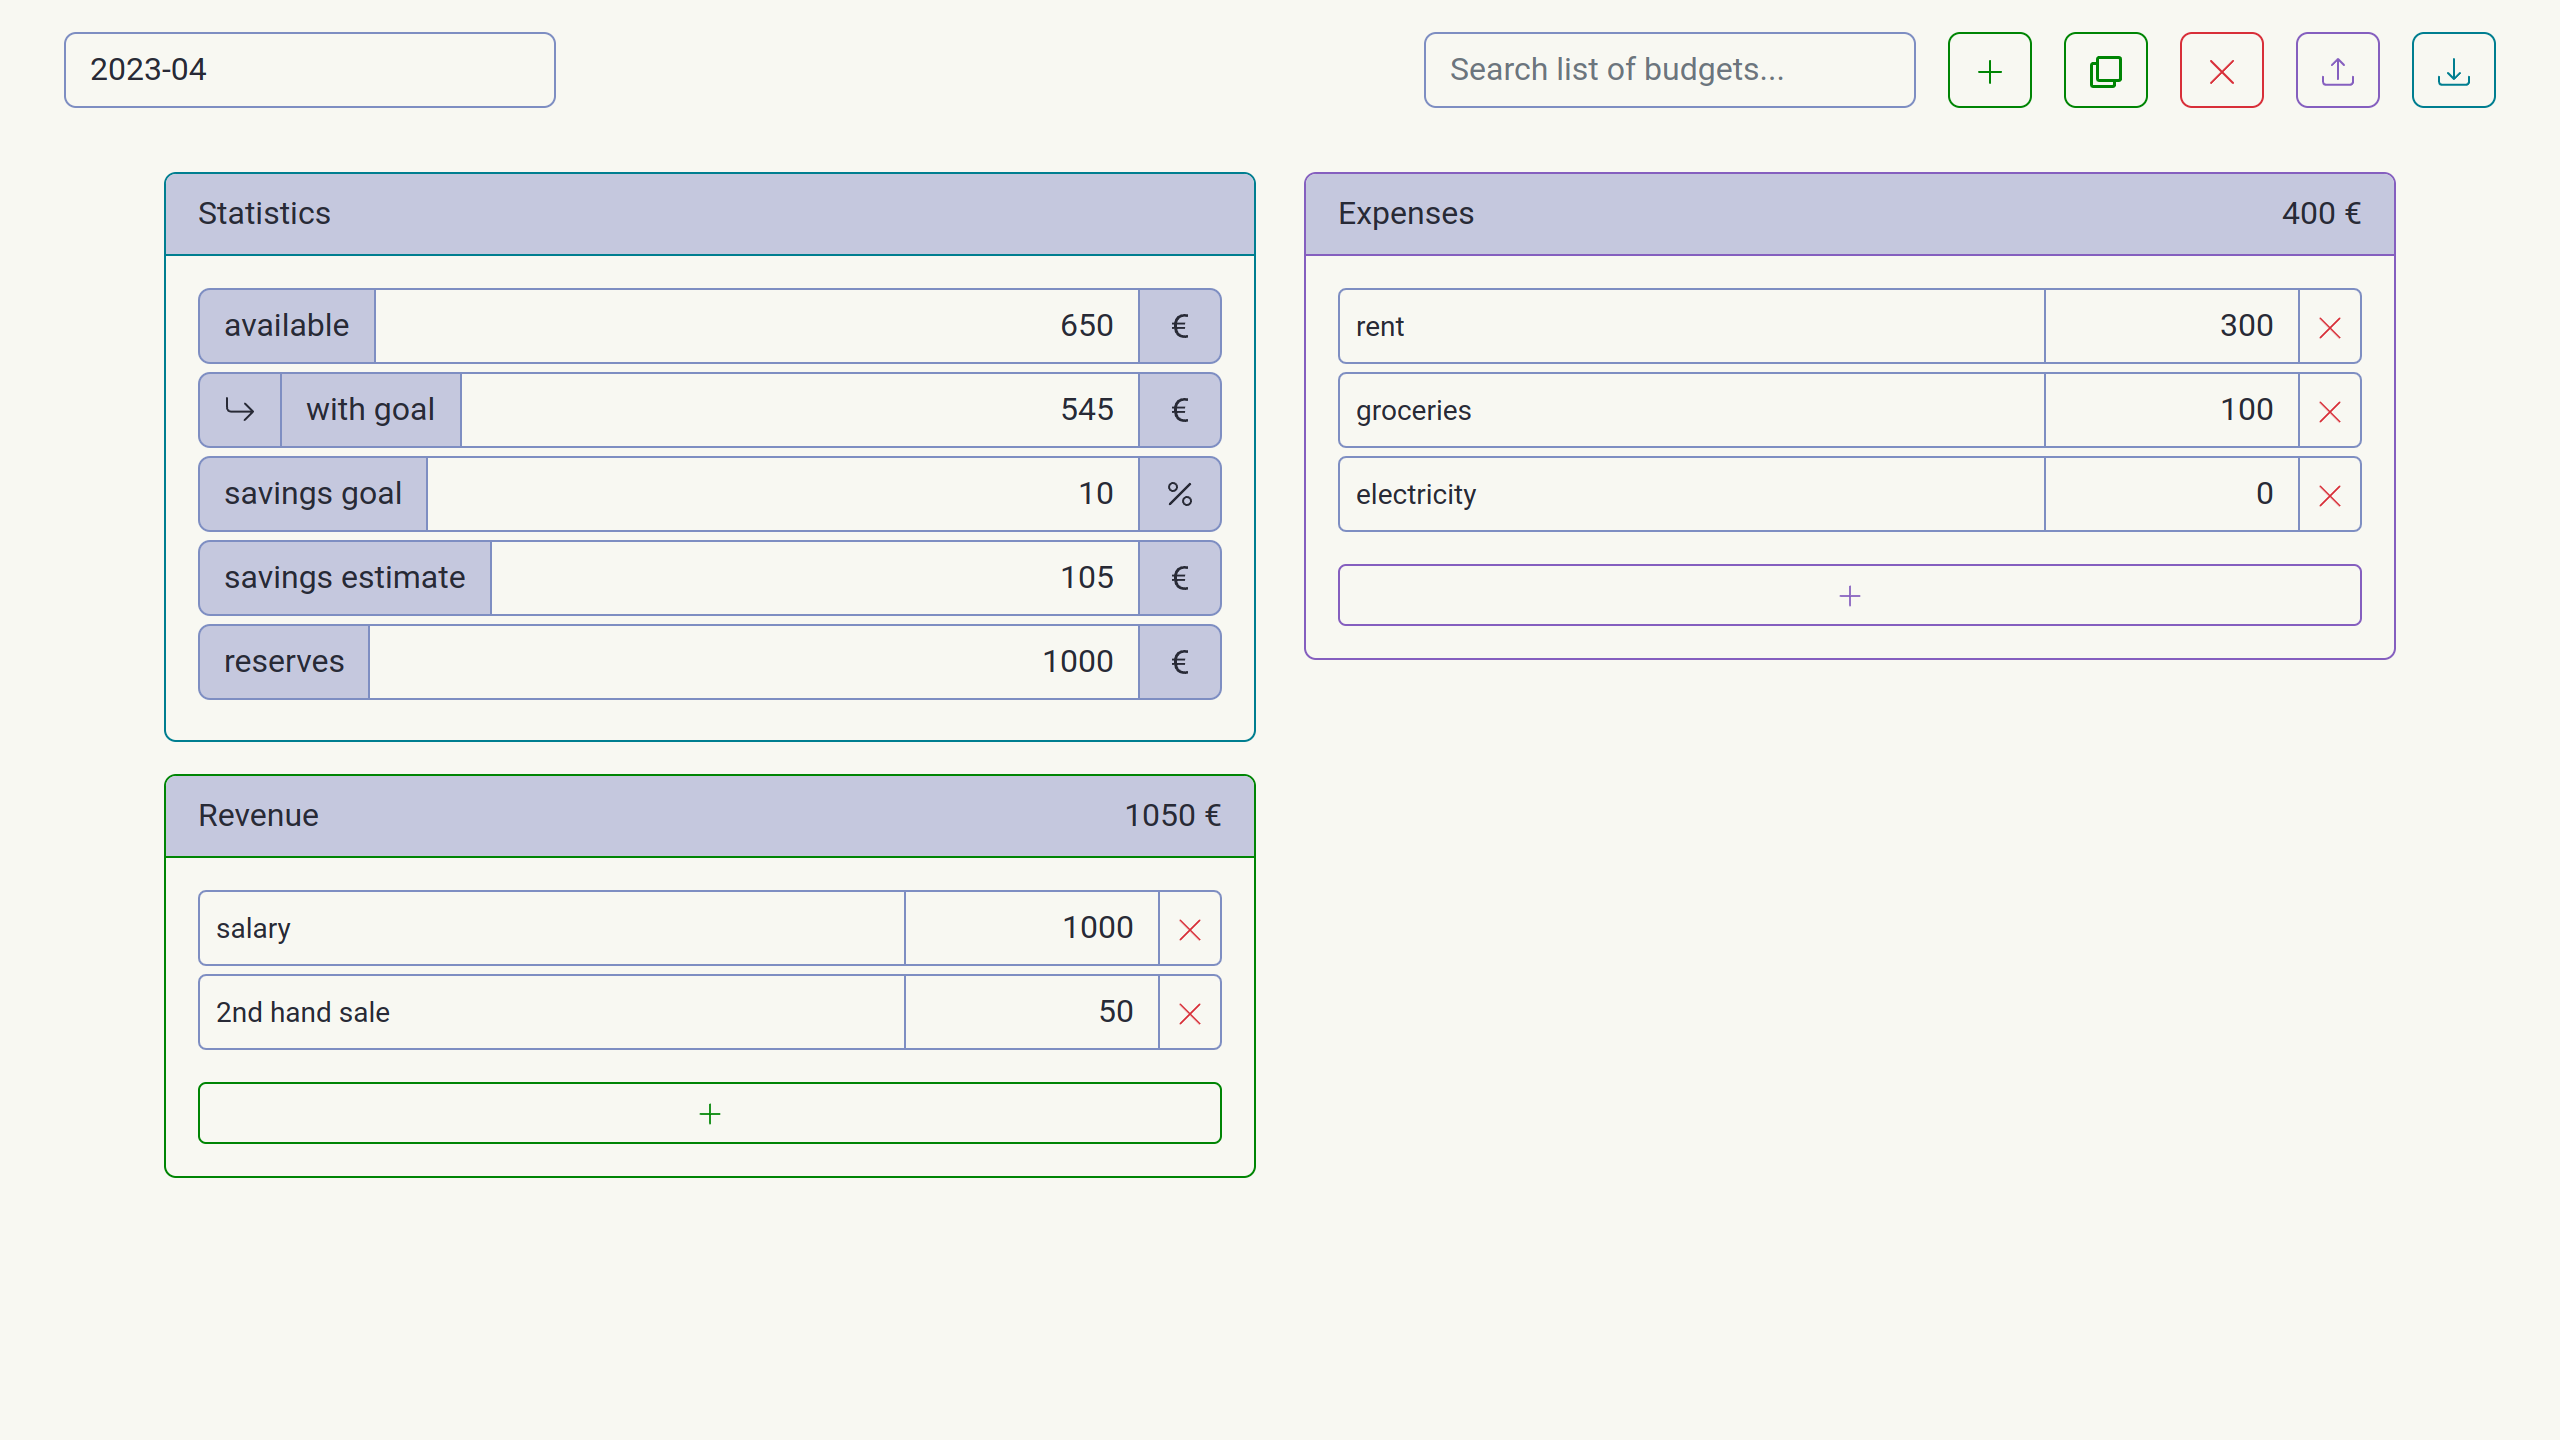 2023-04
Search list of budgets...
Statistics
available 650 €
with goal 545 €
savings goal 10 %
savings estimate 105 €
reserves 1000 €
Revenue 1050 €
salary 1000
2nd hand sale 50
Expenses 400 €
rent 300
groceries 100
electricity 0